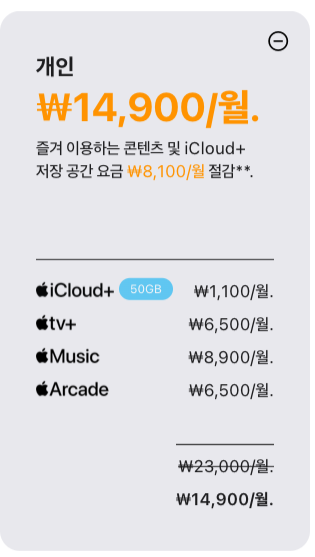 개인
₩14,900/월.
즐겨 이용하는 콘텐츠 및 iCloud+
저장 공간 요금 ₩8,100/월 절감**.
iCloud+ 50GB ₩1,100/월.
tv+ ₩6,500/월.
Music ₩8,900/월.
Arcade ₩6,500/월.
₩23,000/월.
₩14,900/월.